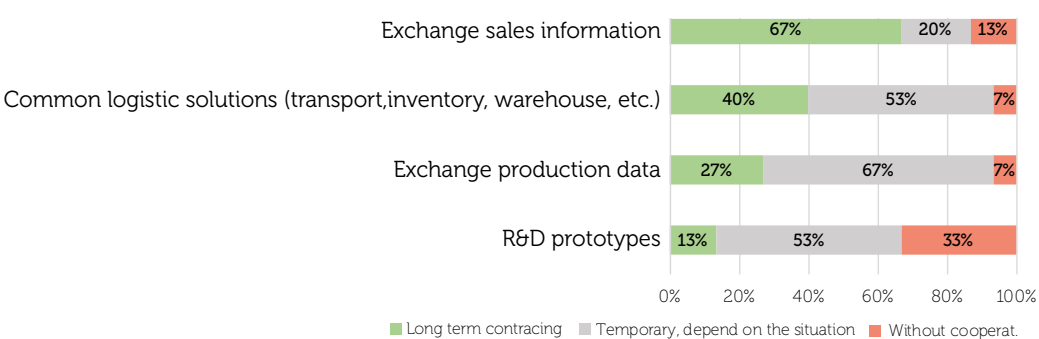 Exchange sales information 67% 20% 13%
Common logistic solutions (transport,inventory, warehouse, etc.) 40% 53% 7%
Exchange production data 27% 67% 7%
R&D prototypes 13% 53% 33%
0% 20% 40% 60% 80% 100%
Long term contracing Temporary, depend on the situation Without cooperat.